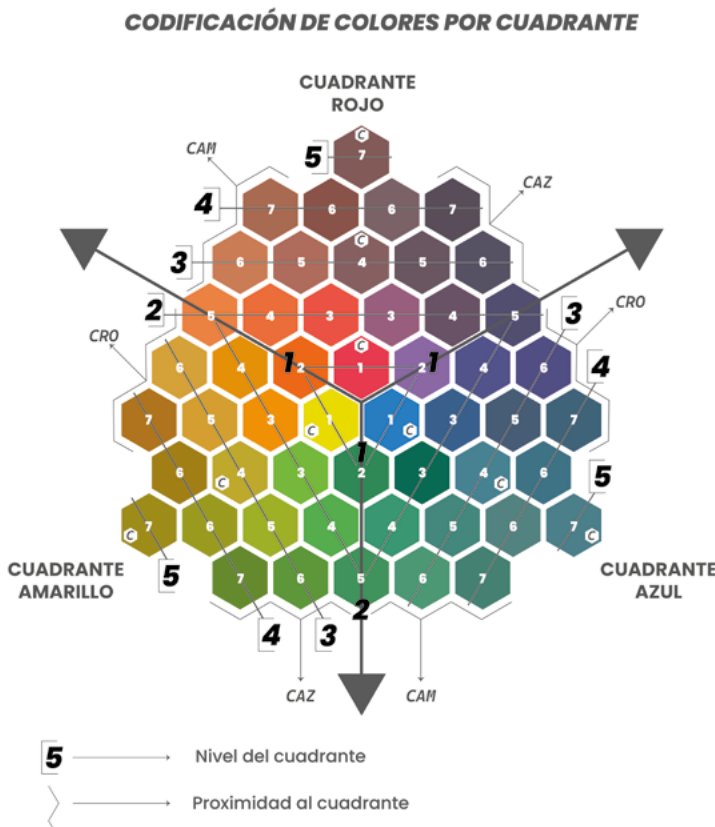 CODIFICACIÓN DE COLORES POR CUADRANTE
CUADRANTE
ROJO
C
5 7
CAM
CAZ
4 7 6 6 7
C
3 6 5 4 5 6
2 5 4 3 3 4 5 3
CRO
CRO
C
6 4 1 2 1 2 1 4 6 4
7 5 3 1 C 1 C 3 5 7
1
6 4 C 3 2 3 4 C 6 5
7 C 6 5 4 4 5 6 7 C
CUADRANTE
AMARILLO
5
7 6 5 6 7
CUADRANTE
AZUL
2
4 3
CAZ CAM
5 Nivel del cuadrante
Proximidad al cuadrante